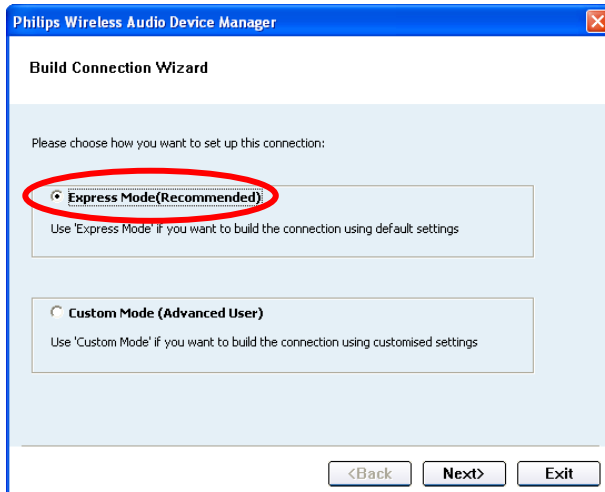 Philips Wireless Audio Device Manager
Build Connection Wizard
Please choose how you want to set up this connection:
Express Mode(Recommended)
Use 'Express Mode' if you want to build the connection using default settings
Custom Mode (Advanced User)
Use 'Custom Mode' if you want to build the connection using customised settings
<Back Next> Exit